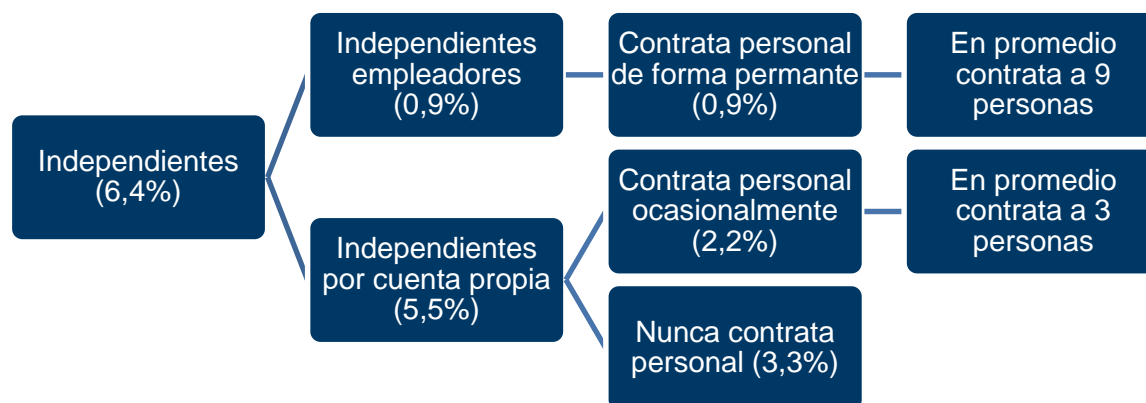 Independientes
(6,4%)
Independientes
empleadores
(0,9%)
Contrata personal
de forma permante
(0,9%)
En promedio
contrata a 9
personas
Independientes
por cuenta propia
(5,5%)
Contrata personal
ocasionalmente
(2,2%)
En promedio
contrata a 3
personas
Nunca contrata
personal (3,3%)